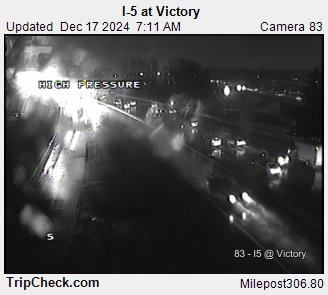 I-5 at Victory
Updated Dec 17 2024 7:11 AM Camera 83
HIGH PRESSURE
S
83 - I5 @ Victory
TripCheck.com Milepost306.80